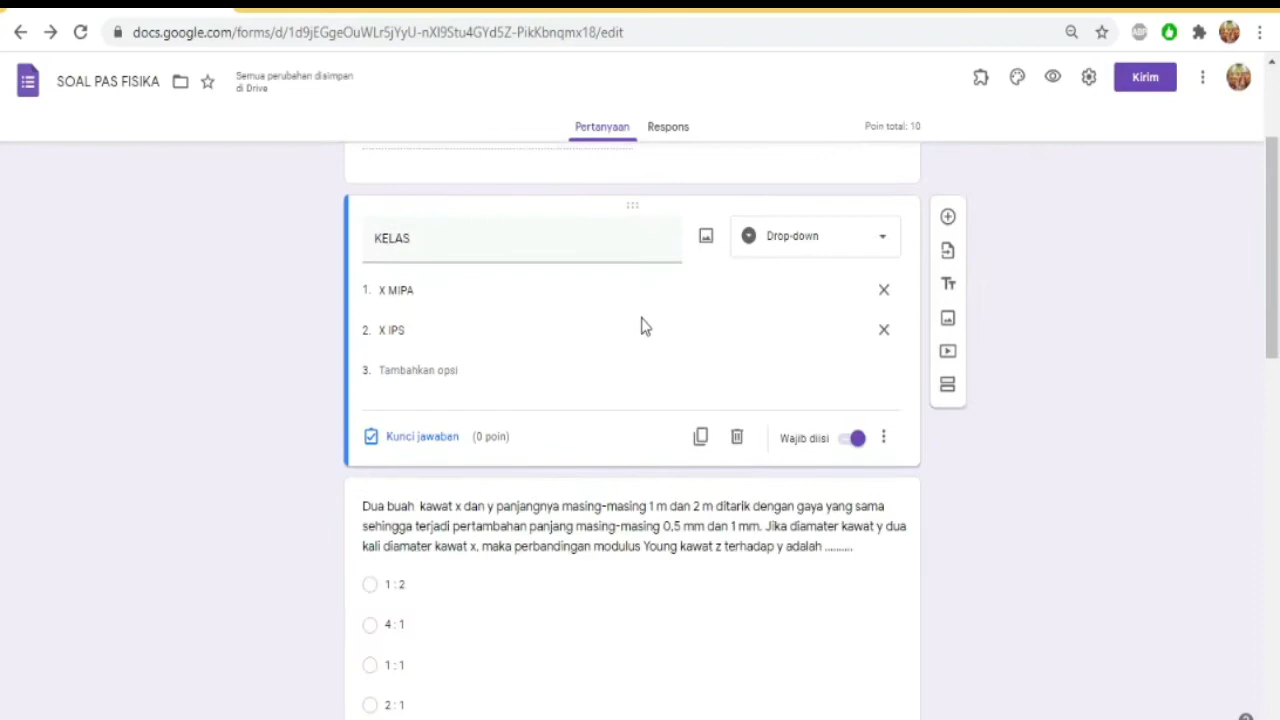 docs.google.com/forms/d/1d9jEGgeOuWLr5jYyU-nXI9Stu4GYd5Z-PikKbnqmx18/edit
SOAL PAS FISIKA
Semua perubahan disimpan
di Drive
Kirim
Pertanyaan
Respons
Poin total: 10
KELAS
Drop-down
1. X MIPA
2. X IPS
3. Tambahkan opsi
Kunci jawaban (0 poin)
Wajib diisi
Dua buah kawat x dan y panjangnya masing-masing 1 m dan 2 m ditarik dengan gaya yang sama
sehingga terjadi pertambahan panjang masing-masing 0,5 mm dan 1 mm. Jika diamater kawat y dua
kali diamater kawat x, maka perbandingan modulus Young kawat z terhadap y adalah ..........
1 : 2
4 : 1
1 : 1
2 : 1